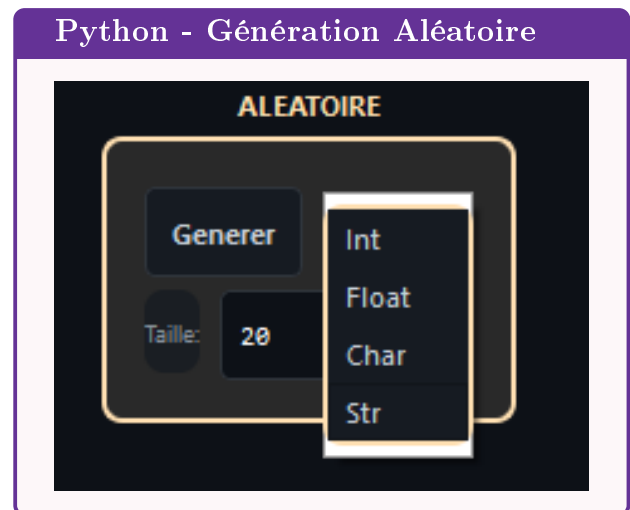 Python - Génération Aléatoire
ALEATOIRE
Generer
Int
Float
Char
Str
Taille:
20